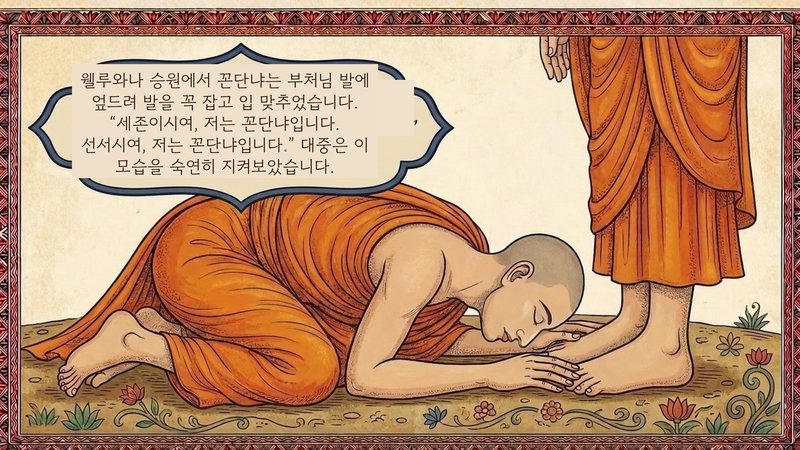 웰루와나 승원에서 꼰단냐는 부처님 발에
엎드려 발을 꼭 잡고 입 맞추었습니다.
“세존이시여, 저는 꼰단냐입니다.
선서시여, 저는 꼰단냐입니다.” 대중은 이
모습을 숙연히 지켜보았습니다.